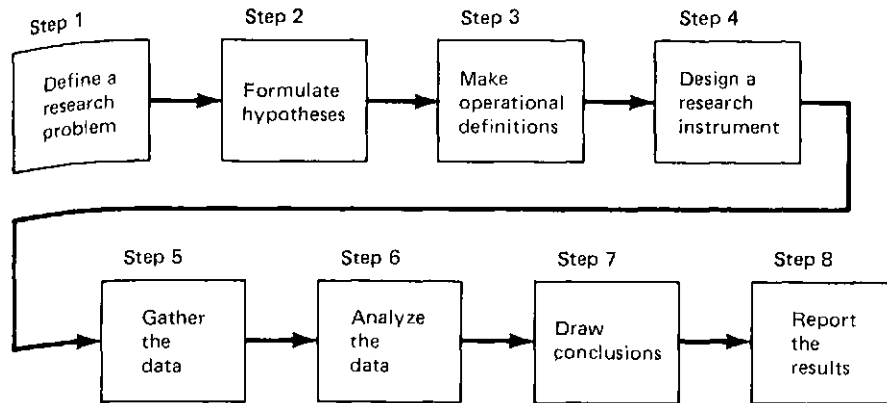 Step 1
Define a
research
problem
Step 2
Formulate
hypotheses
Step 3
Make
operational
definitions
Step 4
Design a
research
instrument
Step 5
Gather
the
data
Step 6
Analyze
the
data
Step 7
Draw
conclusions
Step 8
Report
the
results